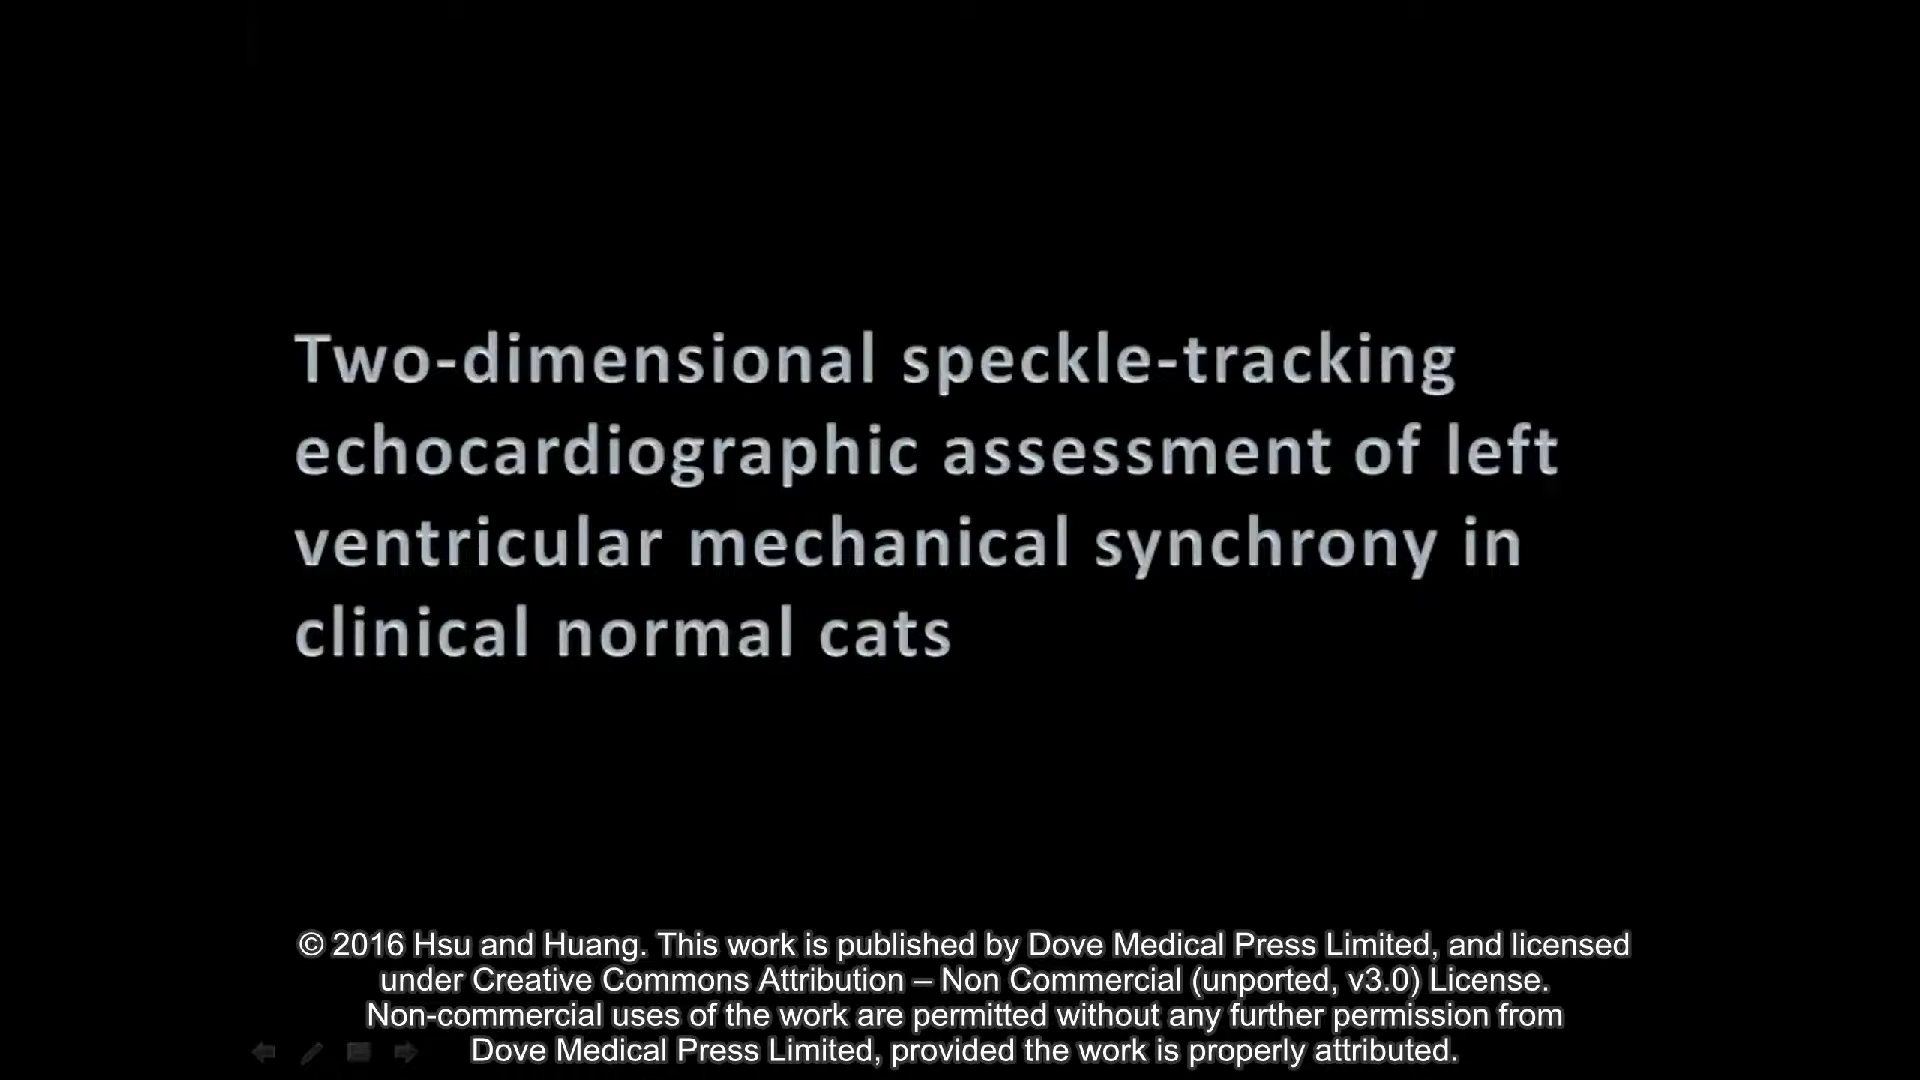 Two-dimensional speckle-tracking
echocardiographic assessment of left
ventricular mechanical synchrony in
clinical normal cats
© 2016 Hsu and Huang. This work is published by Dove Medical Press Limited, and licensed
under Creative Commons Attribution – Non Commercial (unported, v3.0) License.
Non-commercial uses of the work are permitted without any further permission from
Dove Medical Press Limited, provided the work is properly attributed.